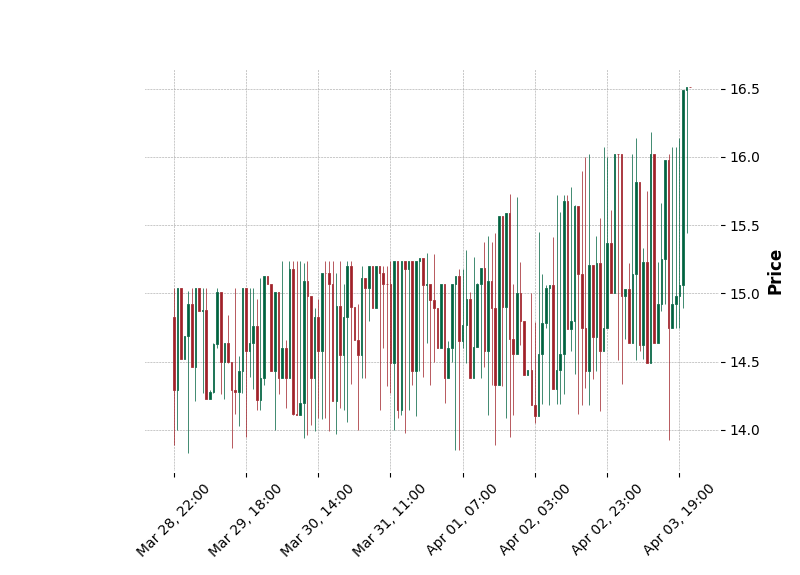 16.5
16.0
15.5
15.0
14.5
14.0
Price
Mar 28, 22:00
Mar 29, 18:00
Mar 30, 14:00
Mar 31, 11:00
Apr 01, 07:00
Apr 02, 03:00
Apr 02, 23:00
Apr 03, 19:00